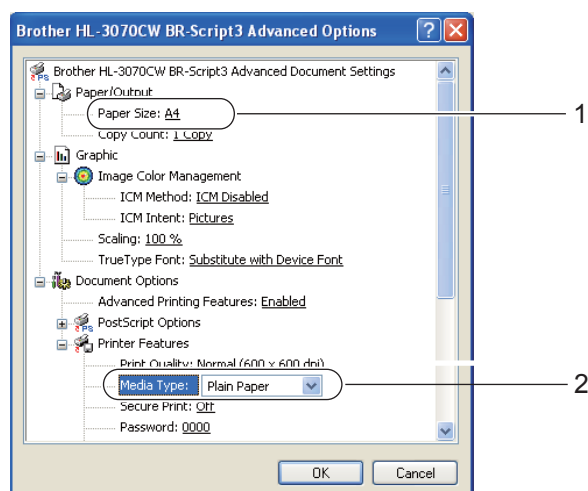 Brother HL-3070CW BR-Script3 Advanced Options
Brother HL-3070CW BR-Script3 Advanced Document Settings
Paper/Output
Paper Size: A4
1
Copy Count: 1 Copy
Graphic
Image Color Management
ICM Method: ICM Disabled
ICM Intent: Pictures
Scaling: 100 %
TrueType Font: Substitute with Device Font
Document Options
Advanced Printing Features: Enabled
PostScript Options
Printer Features
Print Quality: Normal (600 x 600 dpi)
Media Type: Plain Paper
2
Secure Print: Off
Password: 0000
OK Cancel